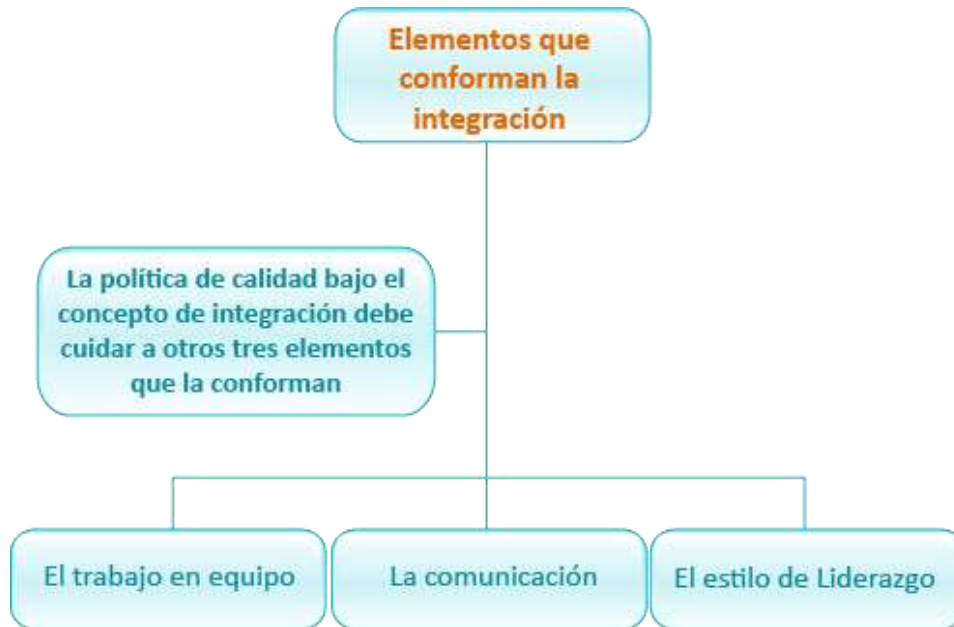 Elementos que
conforman la
integración
La política de calidad bajo el
concepto de integración debe
cuidar a otros tres elementos
que la conforman
El trabajo en equipo
La comunicación
El estilo de Liderazgo